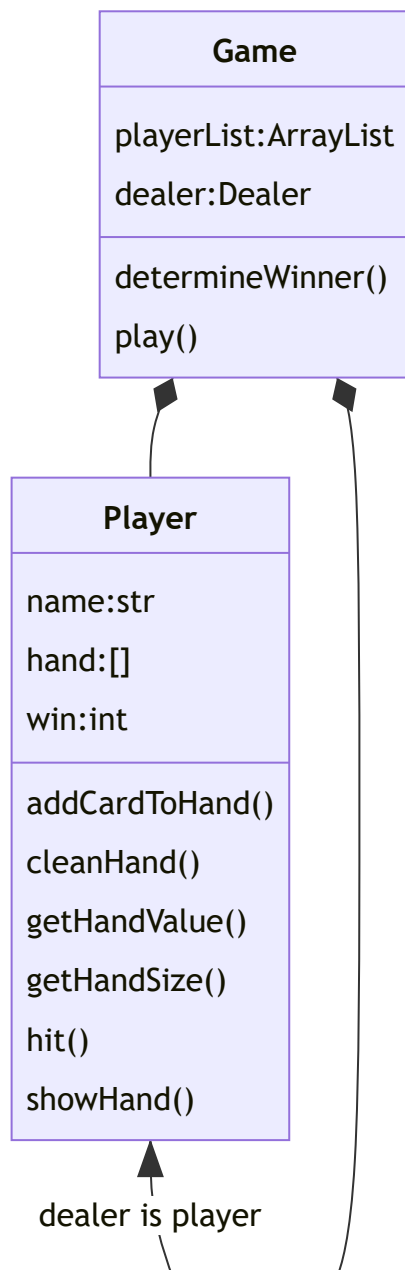 Game
playerList:ArrayList
dealer:Dealer
determineWinner()
play()
Player
name:str
hand:[]
win:int
addCardToHand()
cleanHand()
getHandValue()
getHandSize()
hit()
showHand()
dealer is player